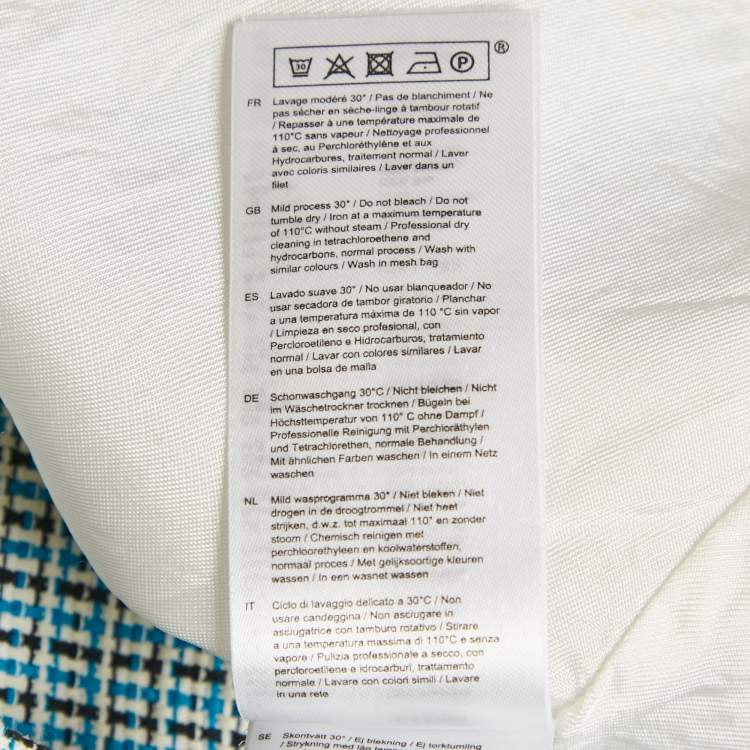 30 P ®
FR Lavage modéré 30° / Pas de blanchiment / Ne
pas sécher en sèche-linge à tambour rotatif
/ Repasser à une température maximale de
110°C sans vapeur / Nettoyage professionnel
à sec, au Perchloréthylène et aux
Hydrocarbures, traitement normal / Laver
avec coloris similaires / Laver dans un
filet
GB Mild process 30° / Do not bleach / Do not
tumble dry / Iron at a maximum temperature
of 110°C without steam / Professional dry
cleaning in tetrachloroethene and
hydrocarbons, normal process / Wash with
similar colours / Wash in mesh bag
ES Lavado suave 30° / No usar blanqueador / No
usar secadora de tambor giratorio / Planchar
a una temperatura máxima de 110 °C sin vapor
/ Limpieza en seco profesional, con
Percloroetileno e Hidrocarburos, tratamiento
normal / Lavar con colores similares / Lavar
en una bolsa de malla
DE Schonwaschgang 30°C / Nicht bleichen / Nicht
im Wäschetrockner trocknen / Bügeln bei
Höchsttemperatur von 110° C ohne Dampf /
Professionelle Reinigung mit Perchloräthylen
und Tetrachlorethen, normale Behandlung /
Mit ähnlichen Farben waschen / In einem Netz
waschen
NL Mild wasprogramma 30° / Niet bleken / Niet
drogen in de droogtrommel / Niet heet
strijken, d.w.z. tot maximaal 110° en zonder
stoom / Chemisch reinigen met
perchloorethyleen en koolwaterstoffen,
normaal proces / Met gelijksoortige kleuren
wassen / In een wasnet wassen
IT Ciclo di lavaggio delicato a 30°C / Non
usare candeggina / Non asciugare in
asciugatrice con tamburo rotativo / Stirare
a una temperatura massima di 110°C e senza
vapore / Pulizia professionale a secco, con
percloroetilene e idrocarburi, trattamento
normale / Lavare con colori simili / Lavare
in una rete
SE Skontvätt 30° / Ej blekning / Ej torktumling
/ Strykning med låg